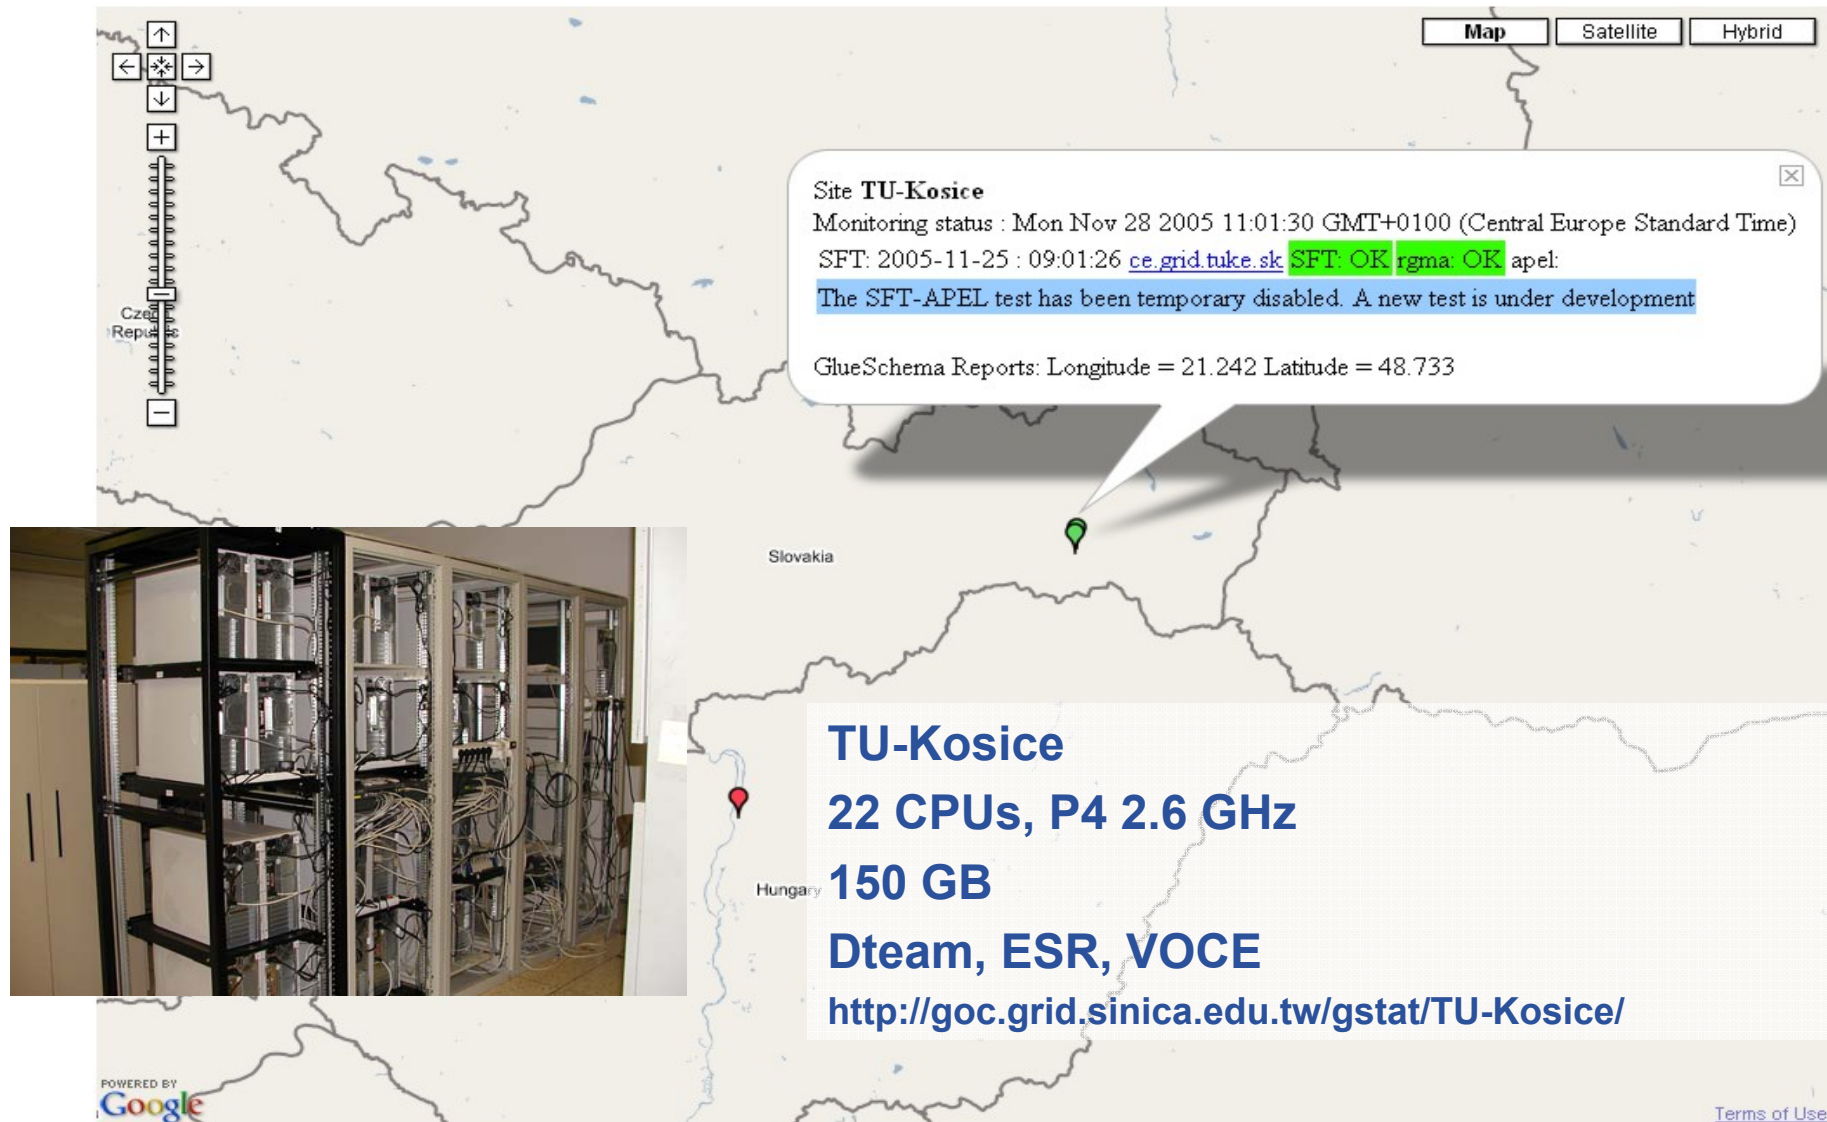 Map Satellite Hybrid
Site TU-Kosice
Monitoring status : Mon Nov 28 2005 11:01:30 GMT+0100 (Central Europe Standard Time)
SFT: 2005-11-25 : 09:01:26 ce.grid.tuke.sk SFT: OK rgma: OK apel:
The SFT-APEL test has been temporary disabled. A new test is under development
GlueSchema Reports: Longitude = 21.242 Latitude = 48.733
Czech
Republic
Slovakia
TU-Kosice
22 CPUs, P4 2.6 GHz
Hungary
150 GB
Dteam, ESR, VOCE
http://goc.grid.sinica.edu.tw/gstat/TU-Kosice/
POWERED BY
Google
Terms of Use